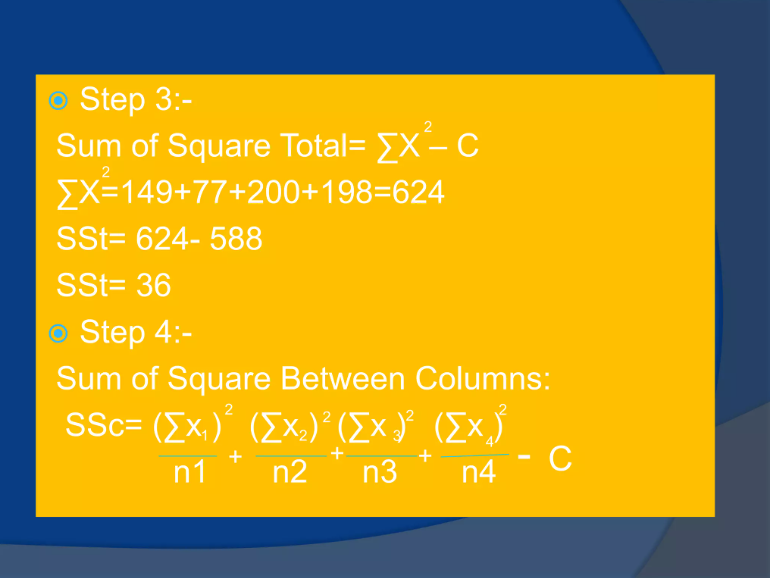 Step 3:-
Sum of Square Total= ∑X² – C
∑X²=149+77+200+198=624
SSt= 624- 588
SSt= 36
Step 4:-
Sum of Square Between Columns:
SSc= (∑x₁)² (∑x₂)² (∑x₃)² (∑x₄)²
n1 + n2 + n3 + n4 - C